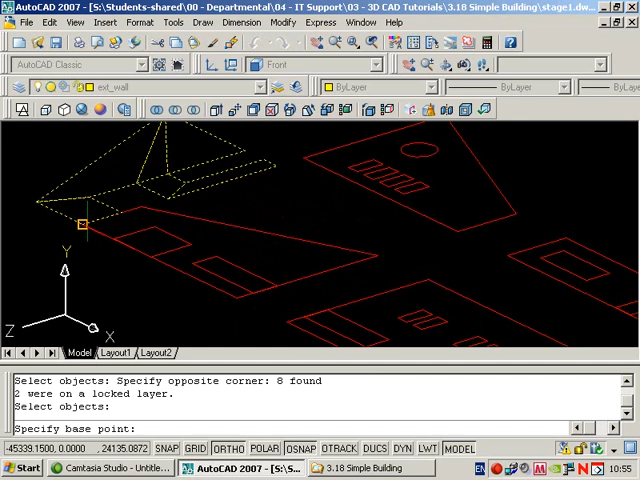 AutoCAD 2007 - [S:\Students-shared\00 - Departmental\04 - IT Support\03 - 3D CAD Tutorials\3.18 Simple Building\stage1.dw...
File Edit View Insert Format Tools Draw Dimension Modify Express Window Help
AutoCAD Classic
Front
ext_wall
ByLayer
ByLayer
ByLayer
Y
Z
X
Model Layout1 Layout2
Select objects: Specify opposite corner: 8 found
2 were on a locked layer.
Select objects:
Specify base point:
-45339.1500, 0.0000 , 24135.0872 SNAP GRID ORTHO POLAR OSNAP OTRACK DUCS DYN LWT MODEL
Start Camtasia Studio - Untitle... AutoCAD 2007 - [S:\S... 3.18 Simple Building EN 10:55